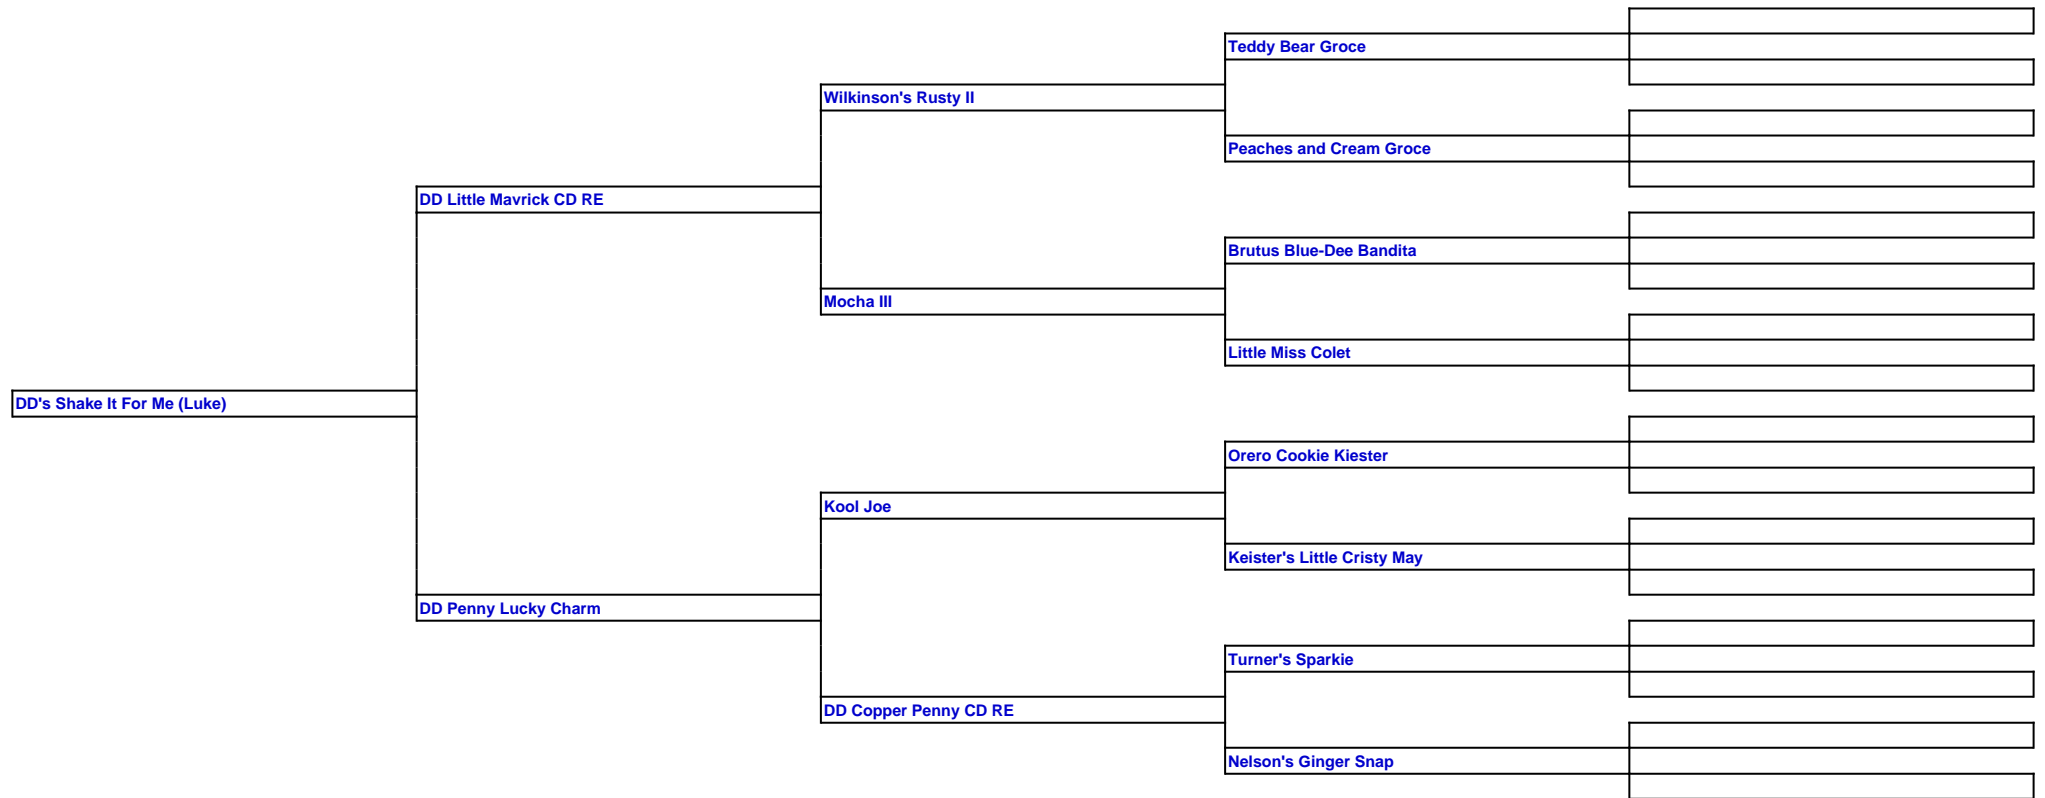 Teddy Bear Groce
Wilkinson's Rusty II
Peaches and Cream Groce
DD Little Mavrick CD RE
Brutus Blue-Dee Bandita
Mocha III
Little Miss Colet
DD's Shake It For Me (Luke)
Orero Cookie Kiester
Kool Joe
Keister's Little Cristy May
DD Penny Lucky Charm
Turner's Sparkie
DD Copper Penny CD RE
Nelson's Ginger Snap